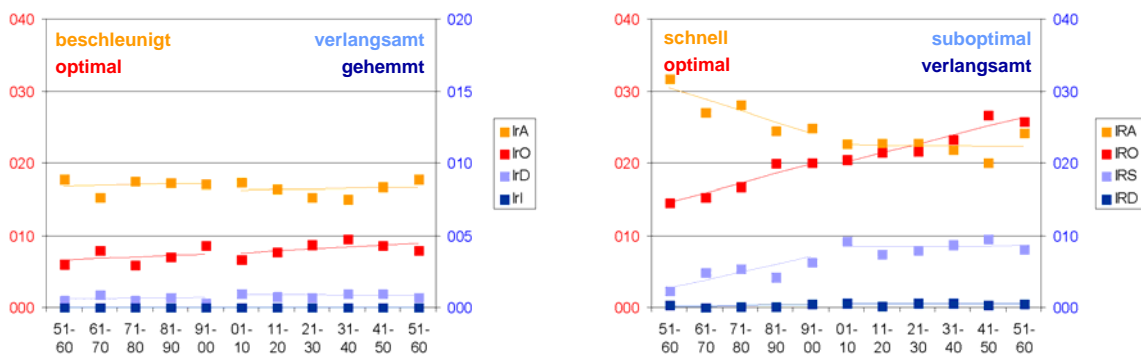 040
020
beschleunigt
verlangsamt
optimal
gehemmt
030
015
020
010
010
005
000
000
51-60
61-70
71-80
81-90
91-00
01-10
11-20
21-30
31-40
41-50
51-60
IrA
IrO
IrD
IrI
040
040
schnell
suboptimal
optimal
verlangsamt
030
030
020
020
010
010
000
000
51-60
61-70
71-80
81-90
91-00
01-10
11-20
21-30
31-40
41-50
51-60
IRA
IRO
IRS
IRD